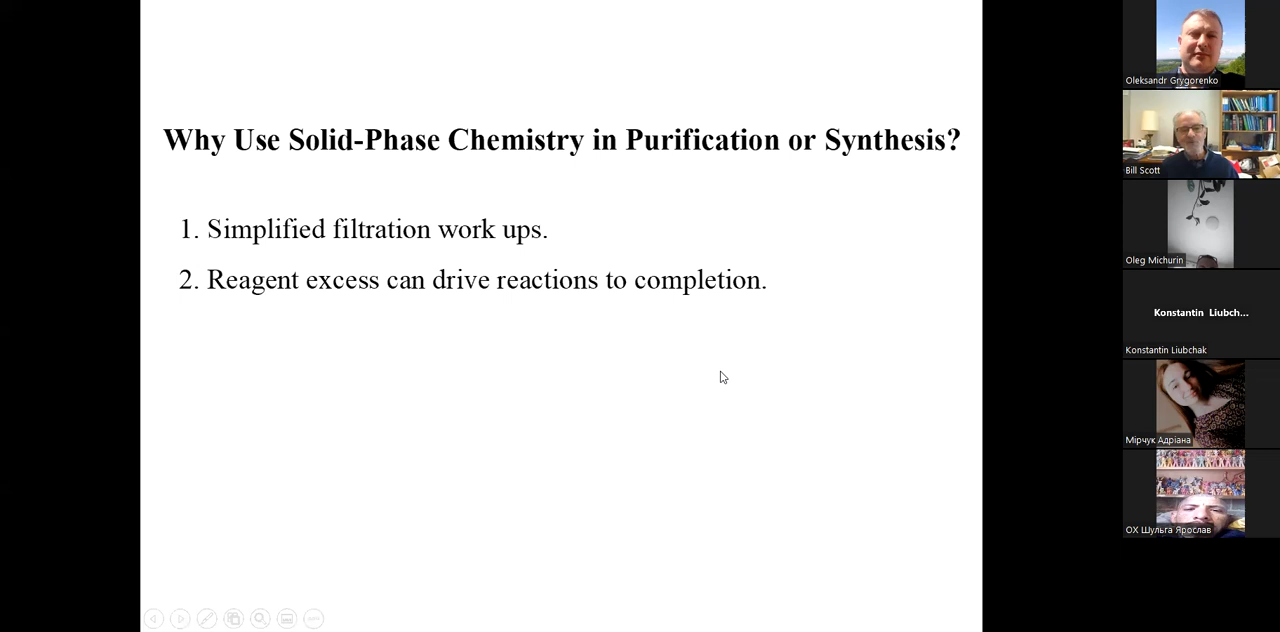 Why Use Solid-Phase Chemistry in Purification or Synthesis?
1. Simplified filtration work ups.
2. Reagent excess can drive reactions to completion.
Oleksandr Grygorenko
Bill Scott
Oleg Michurin
Konstantin Liubch...
Konstantin Liubchak
Мірчук Адріана
ОХ Шульга Ярослав